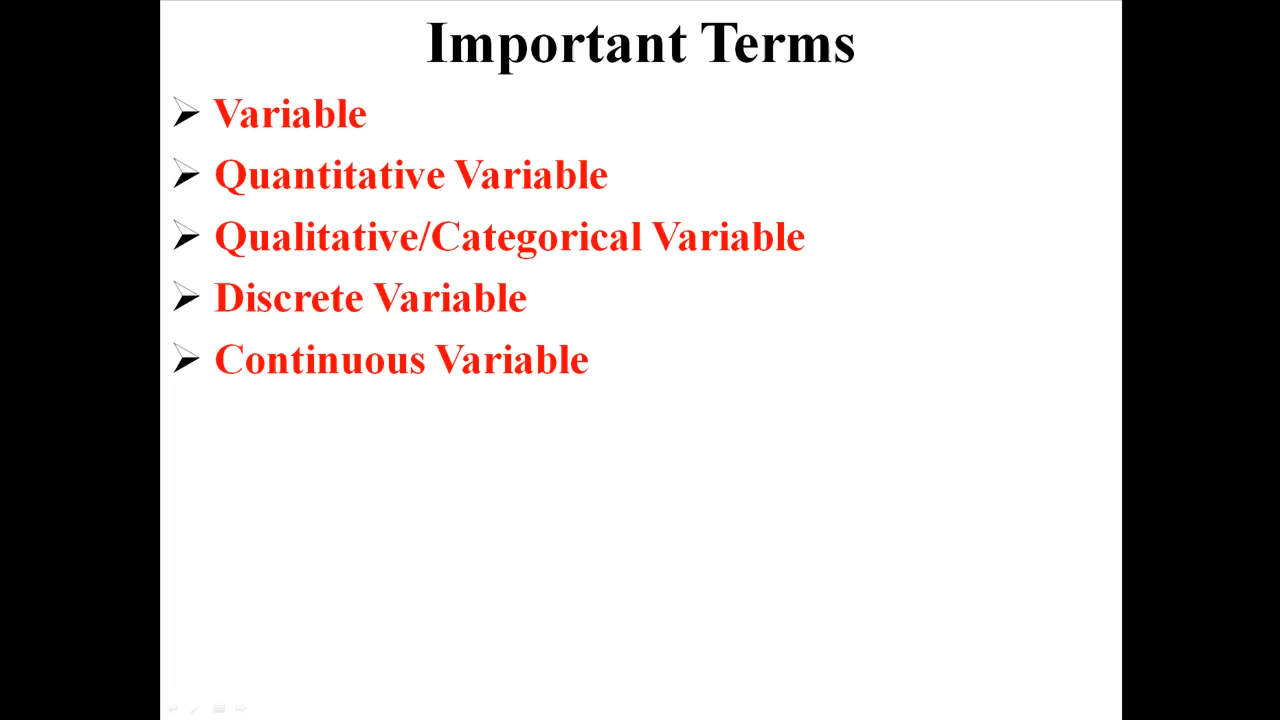 Important Terms
Variable
Quantitative Variable
Qualitative/Categorical Variable
Discrete Variable
Continuous Variable